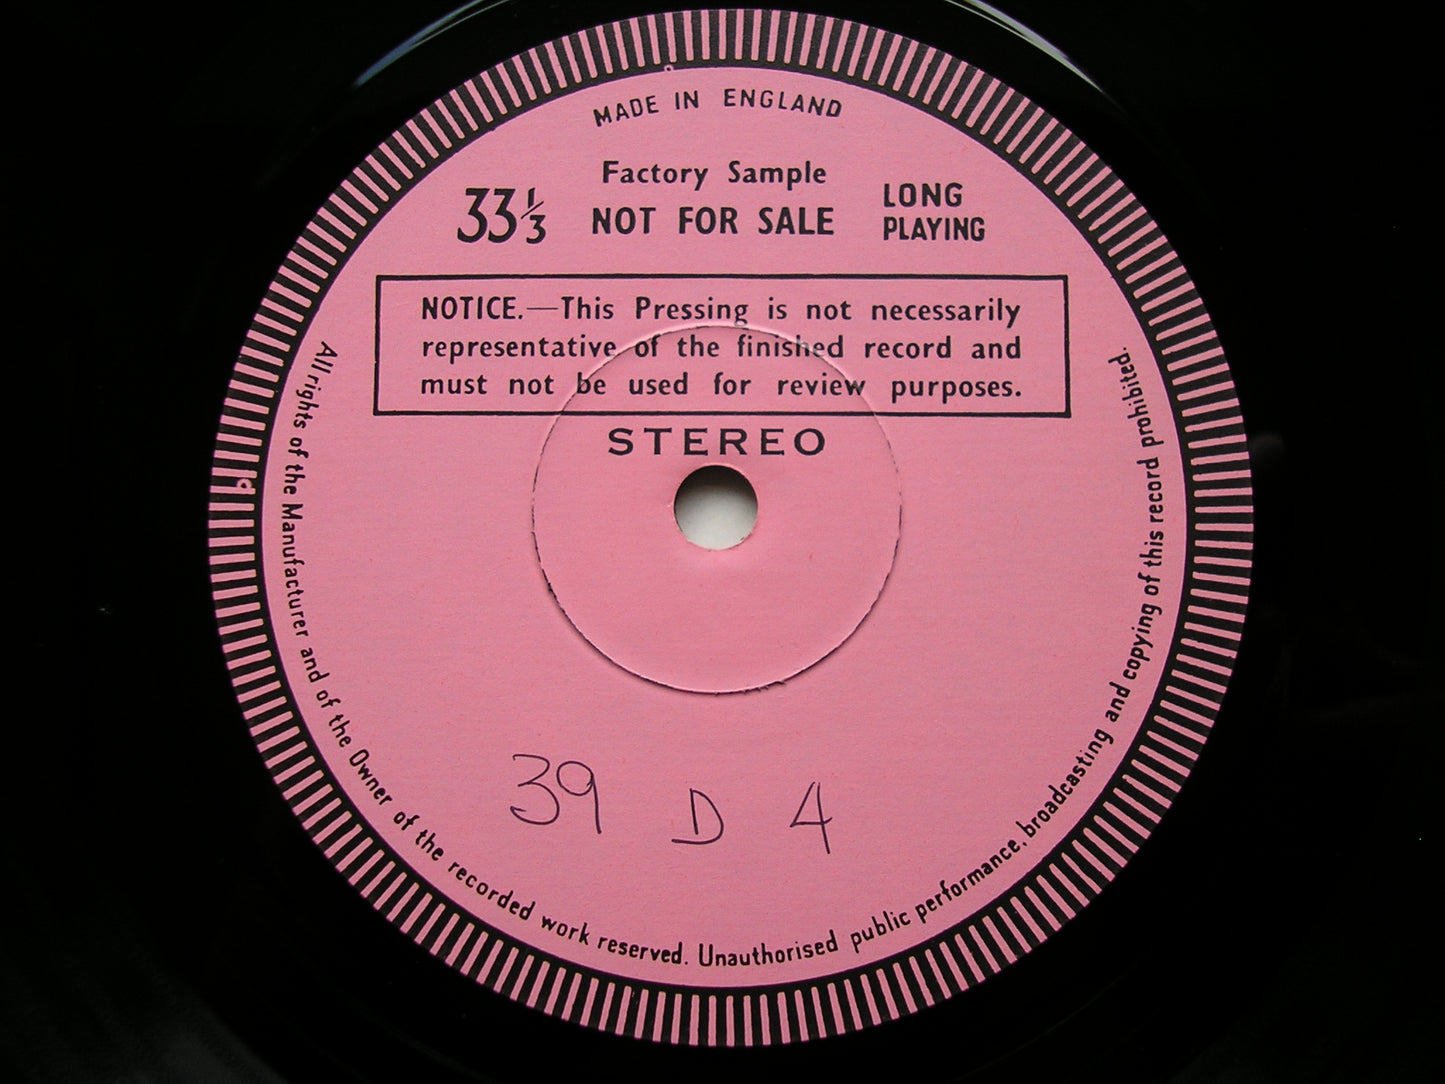 MADE IN ENGLAND
Factory Sample
33⅓ NOT FOR SALE LONG PLAYING
NOTICE.—This Pressing is not necessarily
representative of the finished record and
must not be used for review purposes.
STEREO
39 D 4
All rights of the Manufacturer and of the Owner of the recorded work reserved. Unauthorised public performance, broadcasting and copying of this record prohibited.